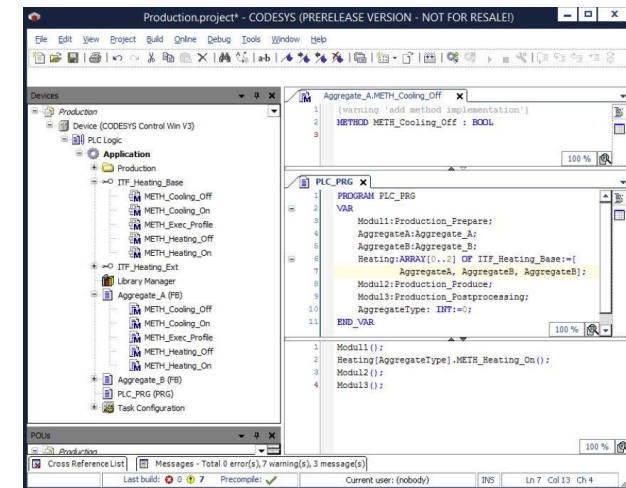 Production.project* - CODESYS (PRERELEASE VERSION - NOT FOR RESALE!)
File Edit View Project Build Online Debug Tools Window Help
Devices
Production
Device (CODESYS Control Win V3)
PLC Logic
Application
Production
ITF_Heating_Base
METH_Cooling_Off
METH_Cooling_On
METH_Exec_Profile
METH_Heating_Off
METH_Heating_On
ITF_Heating_Ext
Library Manager
Aggregate_A (FB)
METH_Cooling_Off
METH_Cooling_On
METH_Exec_Profile
METH_Heating_Off
METH_Heating_On
Aggregate_B (FB)
PLC_PRG (PRG)
Task Configuration
POUs
Production
Aggregate_A.METH_Cooling_Off
1 {warning 'add method implementation'}
2 METHOD METH_Cooling_Off : BOOL
3
100 %
PLC_PRG
1 PROGRAM PLC_PRG
2 VAR
3 Modul1:Production_Prepare;
4 AggregateA:Aggregate_A;
5 AggregateB:Aggregate_B;
6 Heating:ARRAY[0..2] OF ITF_Heating_Base:=[
7 AggregateA, AggregateB, AggregateB];
8 Modul2:Production_Produce;
9 Modul3:Production_Postprocessing;
10 AggregateType: INT:=0;
11 END_VAR
100 %
1 Modul1();
2 Heating[AggregateType].METH_Heating_On();
3 Modul2();
4 Modul3();
100 %
Cross Reference List Messages - Total 0 error(s), 7 warning(s), 3 message(s)
Last build: 0 7 Precompile: Current user: (nobody) INS Ln 7 Col 13 Ch 4